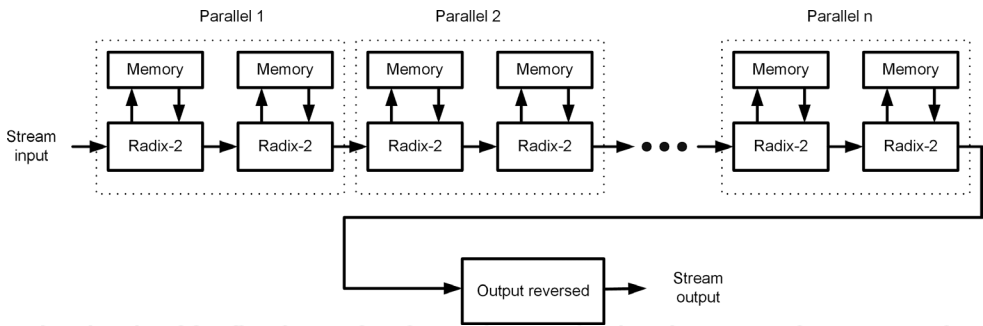 Parallel 1
Parallel 2
Parallel n
Memory
Memory
Memory
Memory
Memory
Memory
Stream
input
Radix-2
Radix-2
Radix-2
Radix-2
Radix-2
Radix-2
Output reversed
Stream
output